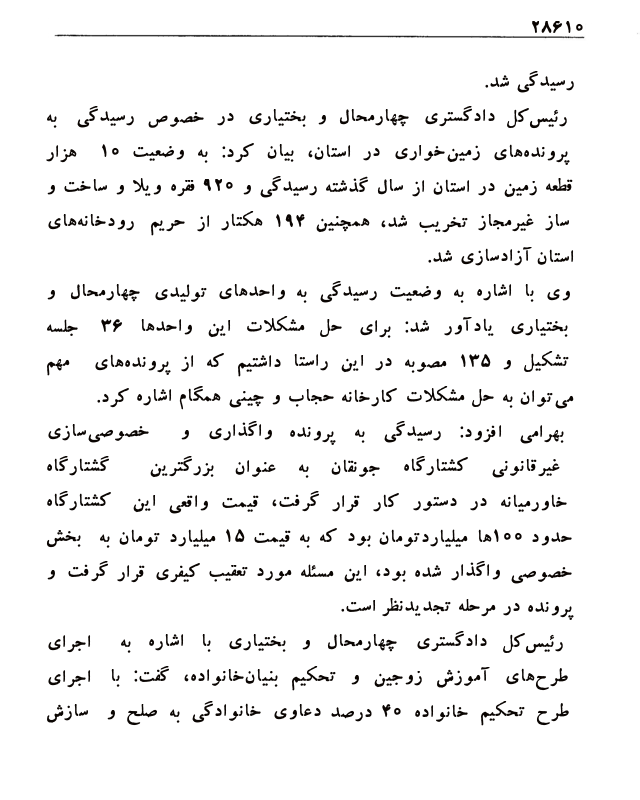 ۲۸۶۱۰
رسیدگی شد.
رئیس‌کل دادگستری چهارمحال و بختیاری در خصوص رسیدگی به
پرونده‌های زمین‌خواری در استان، بیان کرد: به وضعیت ۱۰ هزار
قطعه زمین در استان از سال گذشته رسیدگی و ۹۲۰ فقره ویلا و ساخت و
ساز غیرمجاز تخریب شد، همچنین ۱۹۴ هکتار از حریم رودخانه‌های
استان آزادسازی شد.
وی با اشاره به وضعیت رسیدگی به واحدهای تولیدی چهارمحال و
بختیاری یادآور شد: برای حل مشکلات این واحدها ۳۶ جلسه
تشکیل و ۱۳۵ مصوبه در این راستا داشتیم که از پرونده‌های مهم
می‌توان به حل مشکلات کارخانه حجاب و چینی همگام اشاره کرد.
بهرامی افزود: رسیدگی به پرونده واگذاری و خصوصی‌سازی
غیرقانونی کشتارگاه جونقان به عنوان بزرگترین گشتارگاه
خاورمیانه در دستور کار قرار گرفت، قیمت واقعی این کشتارگاه
حدود ۱۰۰ها میلیاردتومان بود که به قیمت ۱۵ میلیارد تومان به بخش
خصوصی واگذار شده بود، این مسئله مورد تعقیب کیفری قرار گرفت و
پرونده در مرحله تجدیدنظر است.
رئیس‌کل دادگستری چهارمحال و بختیاری با اشاره به اجرای
طرح‌های آموزش زوجین و تحکیم بنیان‌خانواده، گفت: با اجرای
طرح تحکیم خانواده ۴۰ درصد دعاوی خانوادگی به صلح و سازش